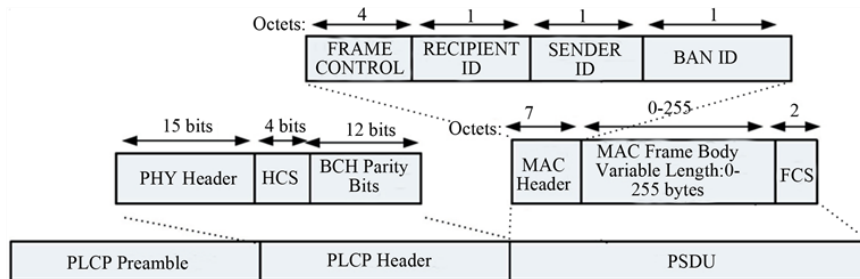 Octets: 4 1 1 1
FRAME CONTROL RECIPIENT ID SENDER ID BAN ID
15 bits 4 bits 12 bits
PHY Header HCS BCH Parity Bits
Octets: 7 0-255 2
MAC Header MAC Frame Body Variable Length:0-255 bytes FCS
PLCP Preamble PLCP Header PSDU